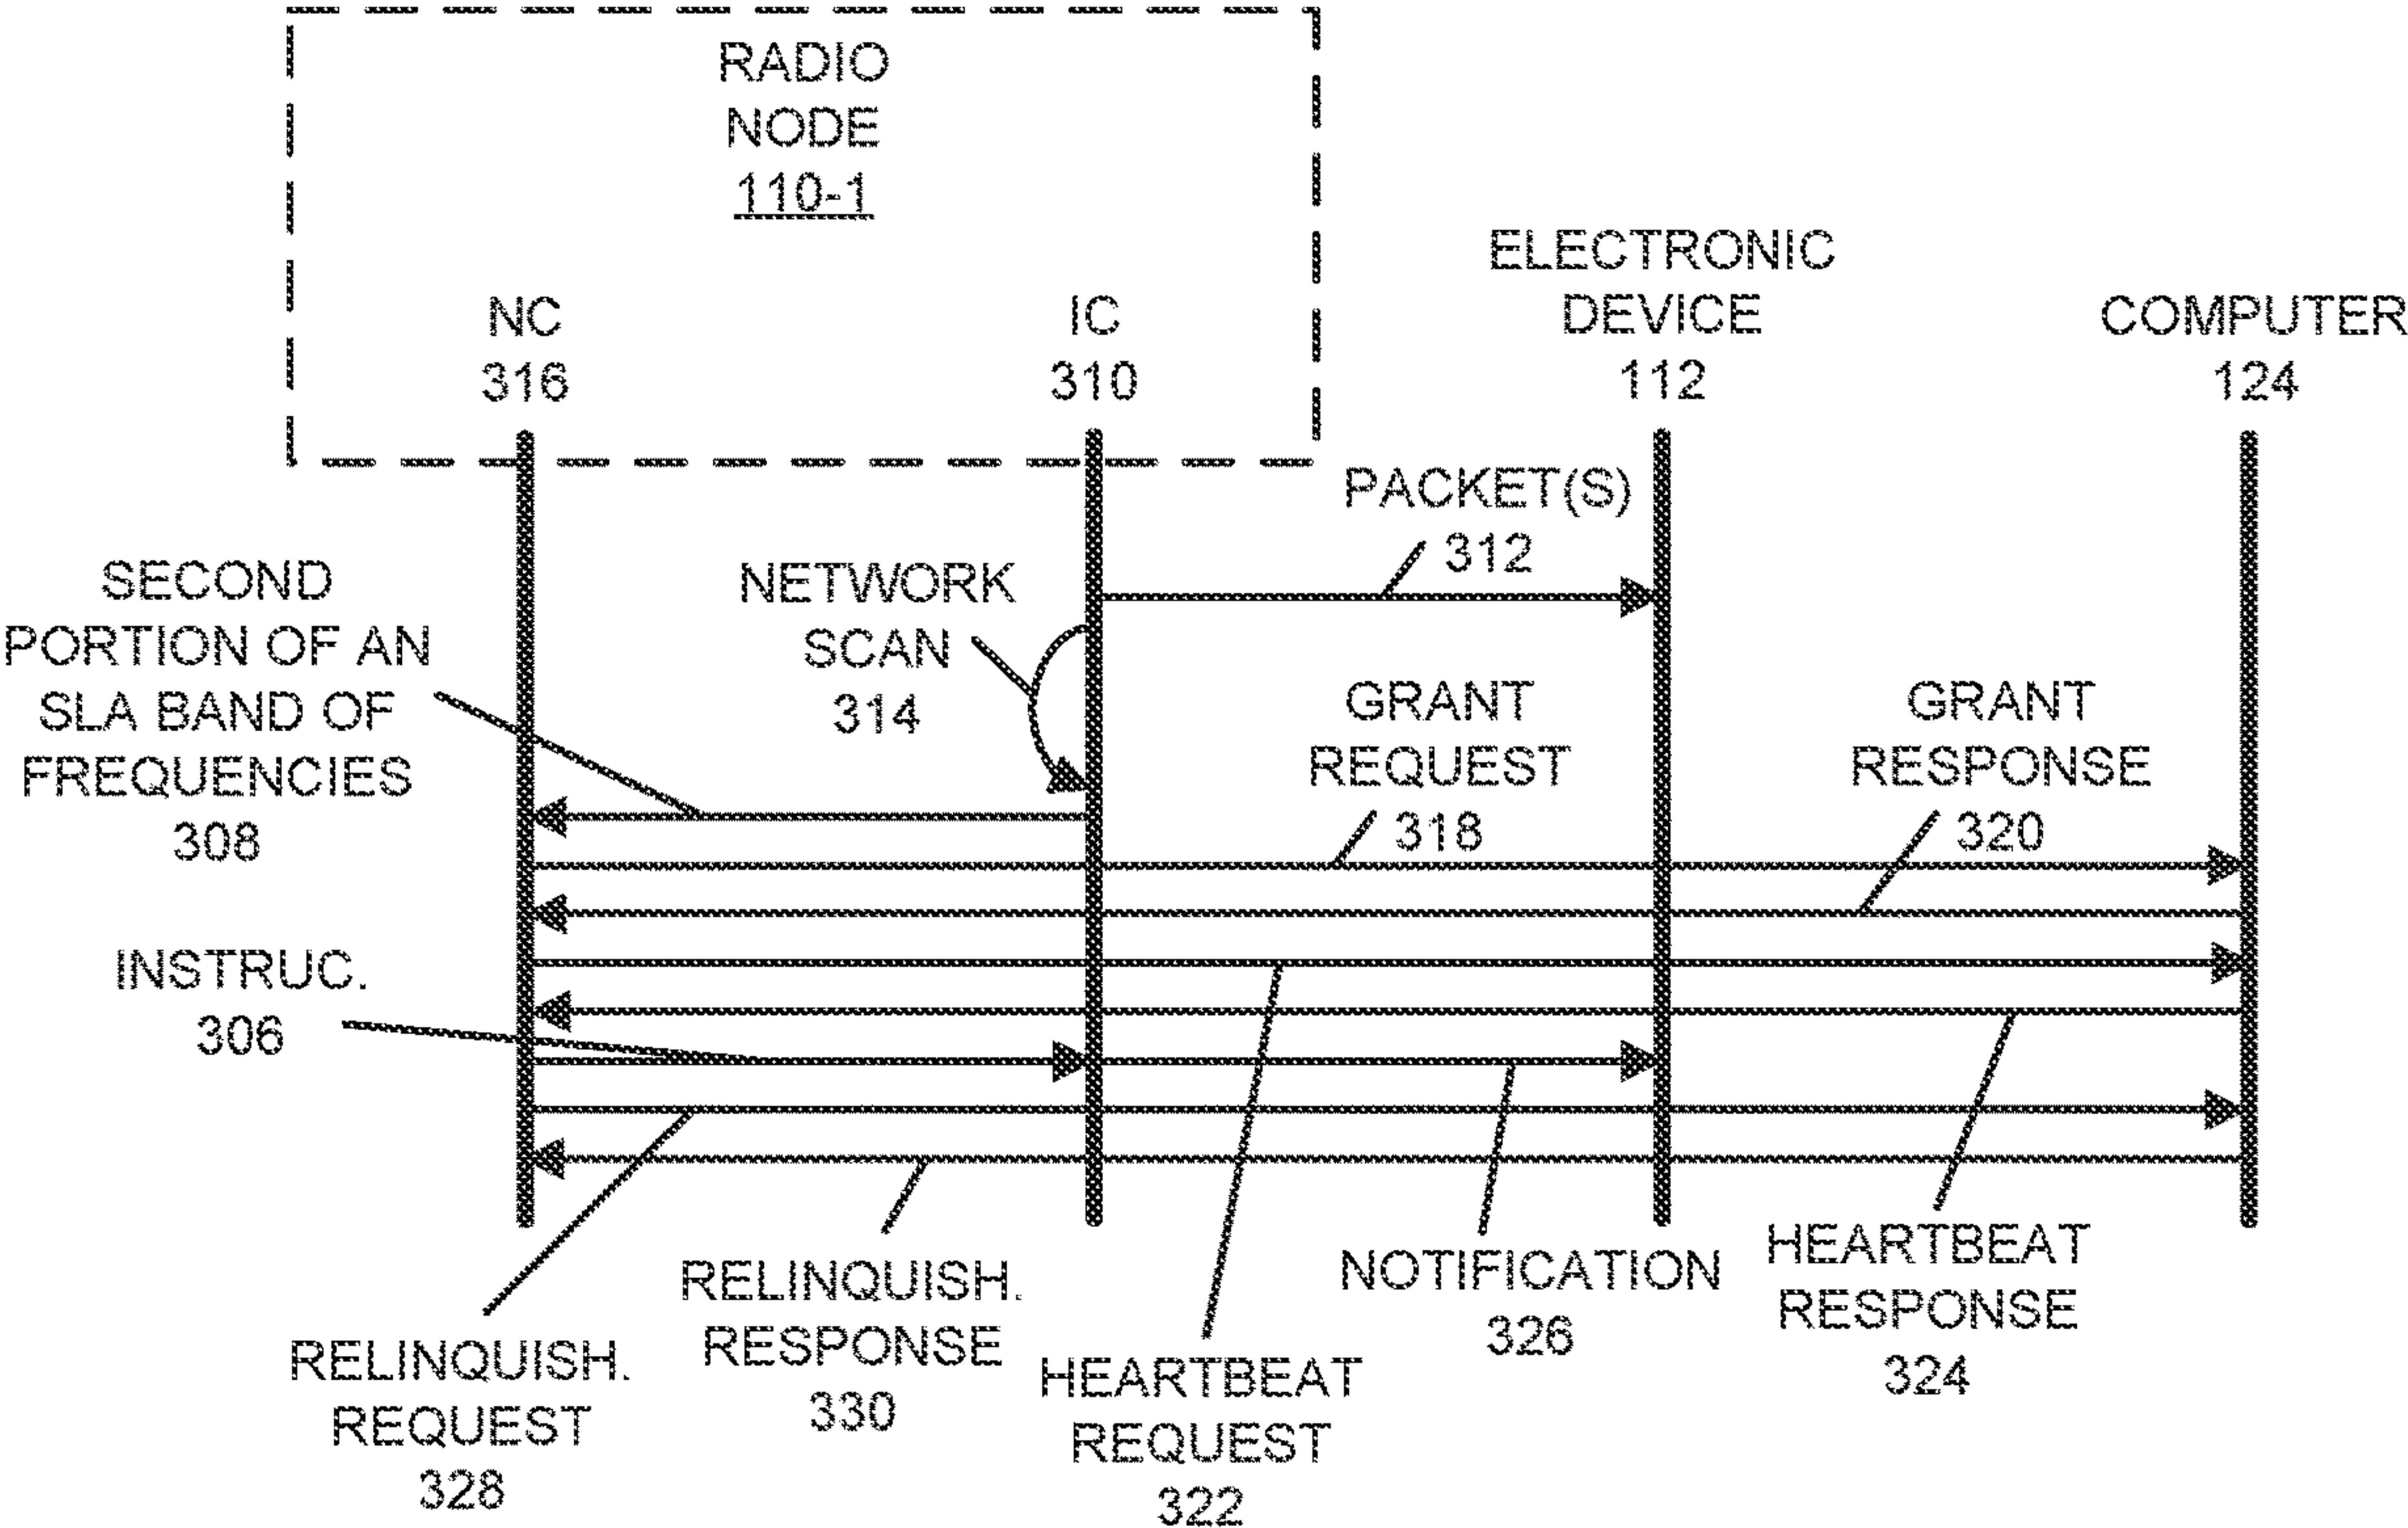 RADIO
NODE
110-1
NC
316
IC
310
ELECTRONIC
DEVICE
112
COMPUTER
124
PACKET(S)
312
SECOND
PORTION OF AN
SLA BAND OF
FREQUENCIES
308
NETWORK
SCAN
314
GRANT
REQUEST
318
GRANT
RESPONSE
320
INSTRUC.
306
RELINQUISH.
REQUEST
328
RELINQUISH.
RESPONSE
330
HEARTBEAT
REQUEST
322
NOTIFICATION
326
HEARTBEAT
RESPONSE
324